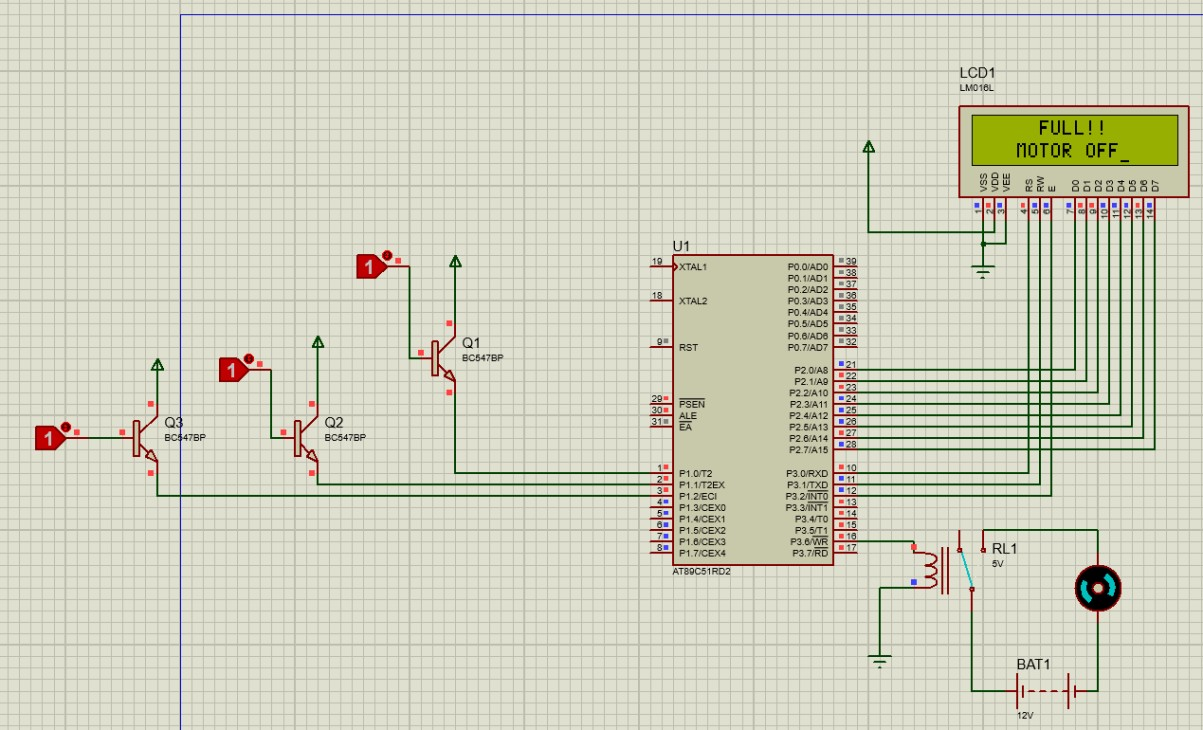 LCD1
LM016L
FULL!!
MOTOR OFF_
VSS
VDD
VEE
RS
RW
E
D0
D1
D2
D3
D4
D5
D6
D7
1
2
3
4
5
6
7
8
9
10
11
12
13
14
U1
19 XTAL1
18 XTAL2
9 RST
29 PSEN
30 ALE
31 EA
1 P1.0/T2
2 P1.1/T2EX
3 P1.2/ECI
4 P1.3/CEX0
5 P1.4/CEX1
6 P1.5/CEX2
7 P1.6/CEX3
8 P1.7/CEX4
P0.0/AD0 39
P0.1/AD1 38
P0.2/AD2 37
P0.3/AD3 36
P0.4/AD4 35
P0.5/AD5 34
P0.6/AD6 33
P0.7/AD7 32
P2.0/A8 21
P2.1/A9 22
P2.2/A10 23
P2.3/A11 24
P2.4/A12 25
P2.5/A13 26
P2.6/A14 27
P2.7/A15 28
P3.0/RXD 10
P3.1/TXD 11
P3.2/INT0 12
P3.3/INT1 13
P3.4/T0 14
P3.5/T1 15
P3.6/WR 16
P3.7/RD 17
AT89C51RD2
1
Q1
BC547BP
1
Q2
BC547BP
1
Q3
BC547BP
RL1
5V
BAT1
12V